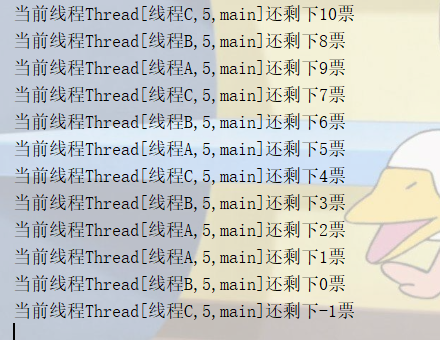 当前线程Thread[线程C,5,main]还剩下10票
当前线程Thread[线程B,5,main]还剩下8票
当前线程Thread[线程A,5,main]还剩下9票
当前线程Thread[线程C,5,main]还剩下7票
当前线程Thread[线程B,5,main]还剩下6票
当前线程Thread[线程A,5,main]还剩下5票
当前线程Thread[线程C,5,main]还剩下4票
当前线程Thread[线程B,5,main]还剩下3票
当前线程Thread[线程A,5,main]还剩下2票
当前线程Thread[线程A,5,main]还剩下1票
当前线程Thread[线程B,5,main]还剩下0票
当前线程Thread[线程C,5,main]还剩下-1票